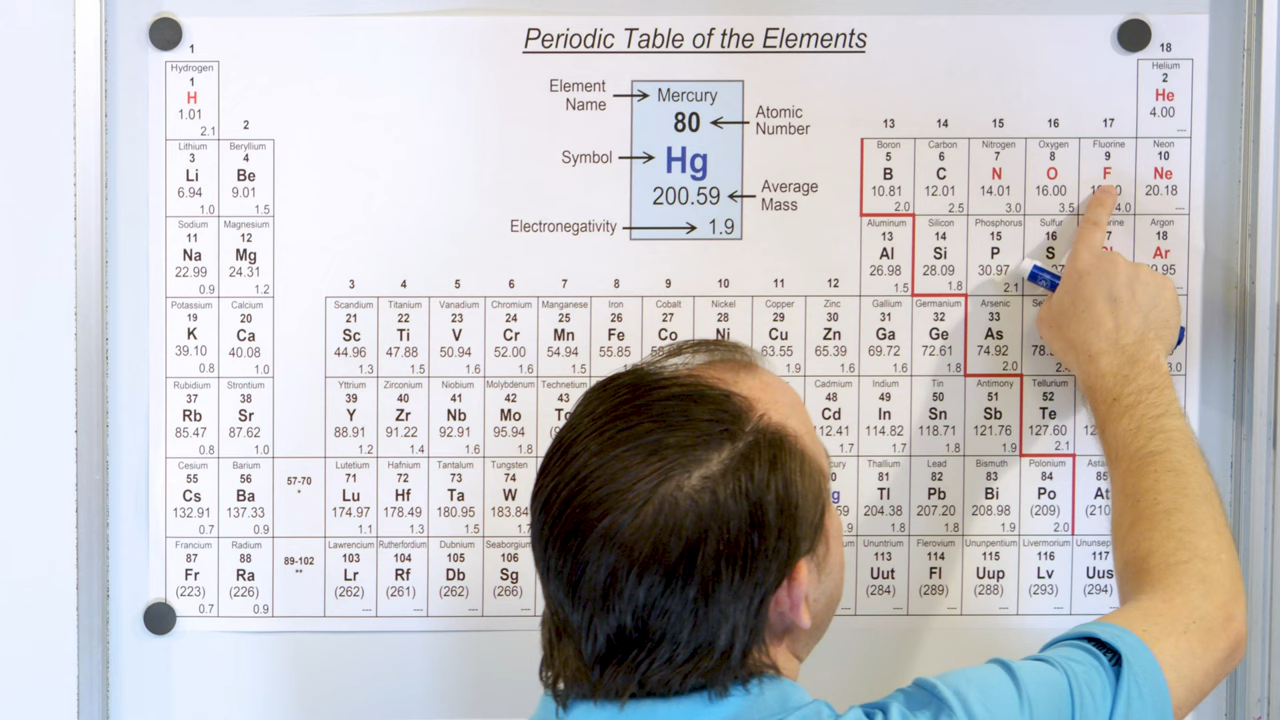 Periodic Table of the Elements
1
18
Hydrogen
1
H
1.01
2.1
Helium
2
He
4.00
---
Element Name
Mercury
80
Atomic Number
Symbol
Hg
200.59
Average Mass
Electronegativity
1.9
2
13 14 15 16 17
Lithium Beryllium Boron Carbon Nitrogen Oxygen Fluorine Neon
3 4 5 6 7 8 9 10
Li Be B C N O F Ne
6.94 9.01 10.81 12.01 14.01 16.00 20.18
1.0 1.5 2.0 2.5 3.0 3.5 4.0 ---
Sodium Magnesium Aluminum Silicon Phosphorus Sulfur Argon
11 12 13 14 15 16 18
Na Mg Al Si P S Ar
22.99 24.31 26.98 28.09 30.97
0.9 1.2 1.5 1.8 2.1
3 4 5 6 7 8 9 10 11 12
Potassium Calcium Scandium Titanium Vanadium Chromium Manganese Iron Cobalt Nickel Copper Zinc Gallium Germanium Arsenic
19 20 21 22 23 24 25 26 27 28 29 30 31 32 33
K Ca Sc Ti V Cr Mn Fe Co Ni Cu Zn Ga Ge As
39.10 40.08 44.96 47.88 50.94 52.00 54.94 55.85 63.55 65.39 69.72 72.61 74.92
0.8 1.0 1.3 1.5 1.6 1.6 1.9 1.6 1.6 1.8 2.0 3.0
Rubidium Strontium Yttrium Zirconium Niobium Molybdenum Technetium Cadmium Indium Tin Antimony Tellurium
37 38 39 40 41 42 43 48 49 50 51 52
Rb Sr Y Zr Nb Mo Cd In Sn Sb Te
85.47 87.62 88.91 91.22 92.91 95.94 112.41 114.82 118.71 121.76 127.60
0.8 1.0 1.2 1.4 1.6 1.8 1.7 1.7 1.8 1.9 2.1
Cesium Barium Lutetium Hafnium Tantalum Tungsten Thallium Lead Bismuth Polonium
55 56 57-70 71 72 73 74 81 82 83 84 85
*
Cs Ba Lu Hf Ta W Tl Pb Bi Po At
132.91 137.33 174.97 178.49 180.95 183.84 204.38 207.20 208.98 (209)
0.7 0.9 1.1 1.3 1.5 1.8 1.8 1.9 2.0
Francium Radium Lawrencium Rutherfordium Dubnium Seaborgium Ununtrium Flerovium Ununpentium Livermorium
87 88 89-102 103 104 105 106 113 114 115 116 117
**
Fr Ra Lr Rf Db Sg Uut Fl Uup Lv Uus
(223) (226) (262) (261) (262) (266) (284) (289) (288) (293) (294)
0.7 0.9 --- --- --- --- --- --- --- ---